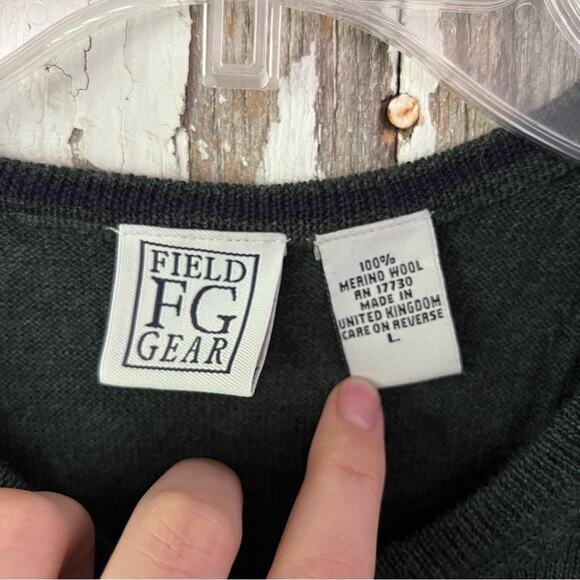 FIELD
FG
GEAR
100%
MERINO WOOL
RN 17730
MADE IN
UNITED KINGDOM
CARE ON REVERSE
L